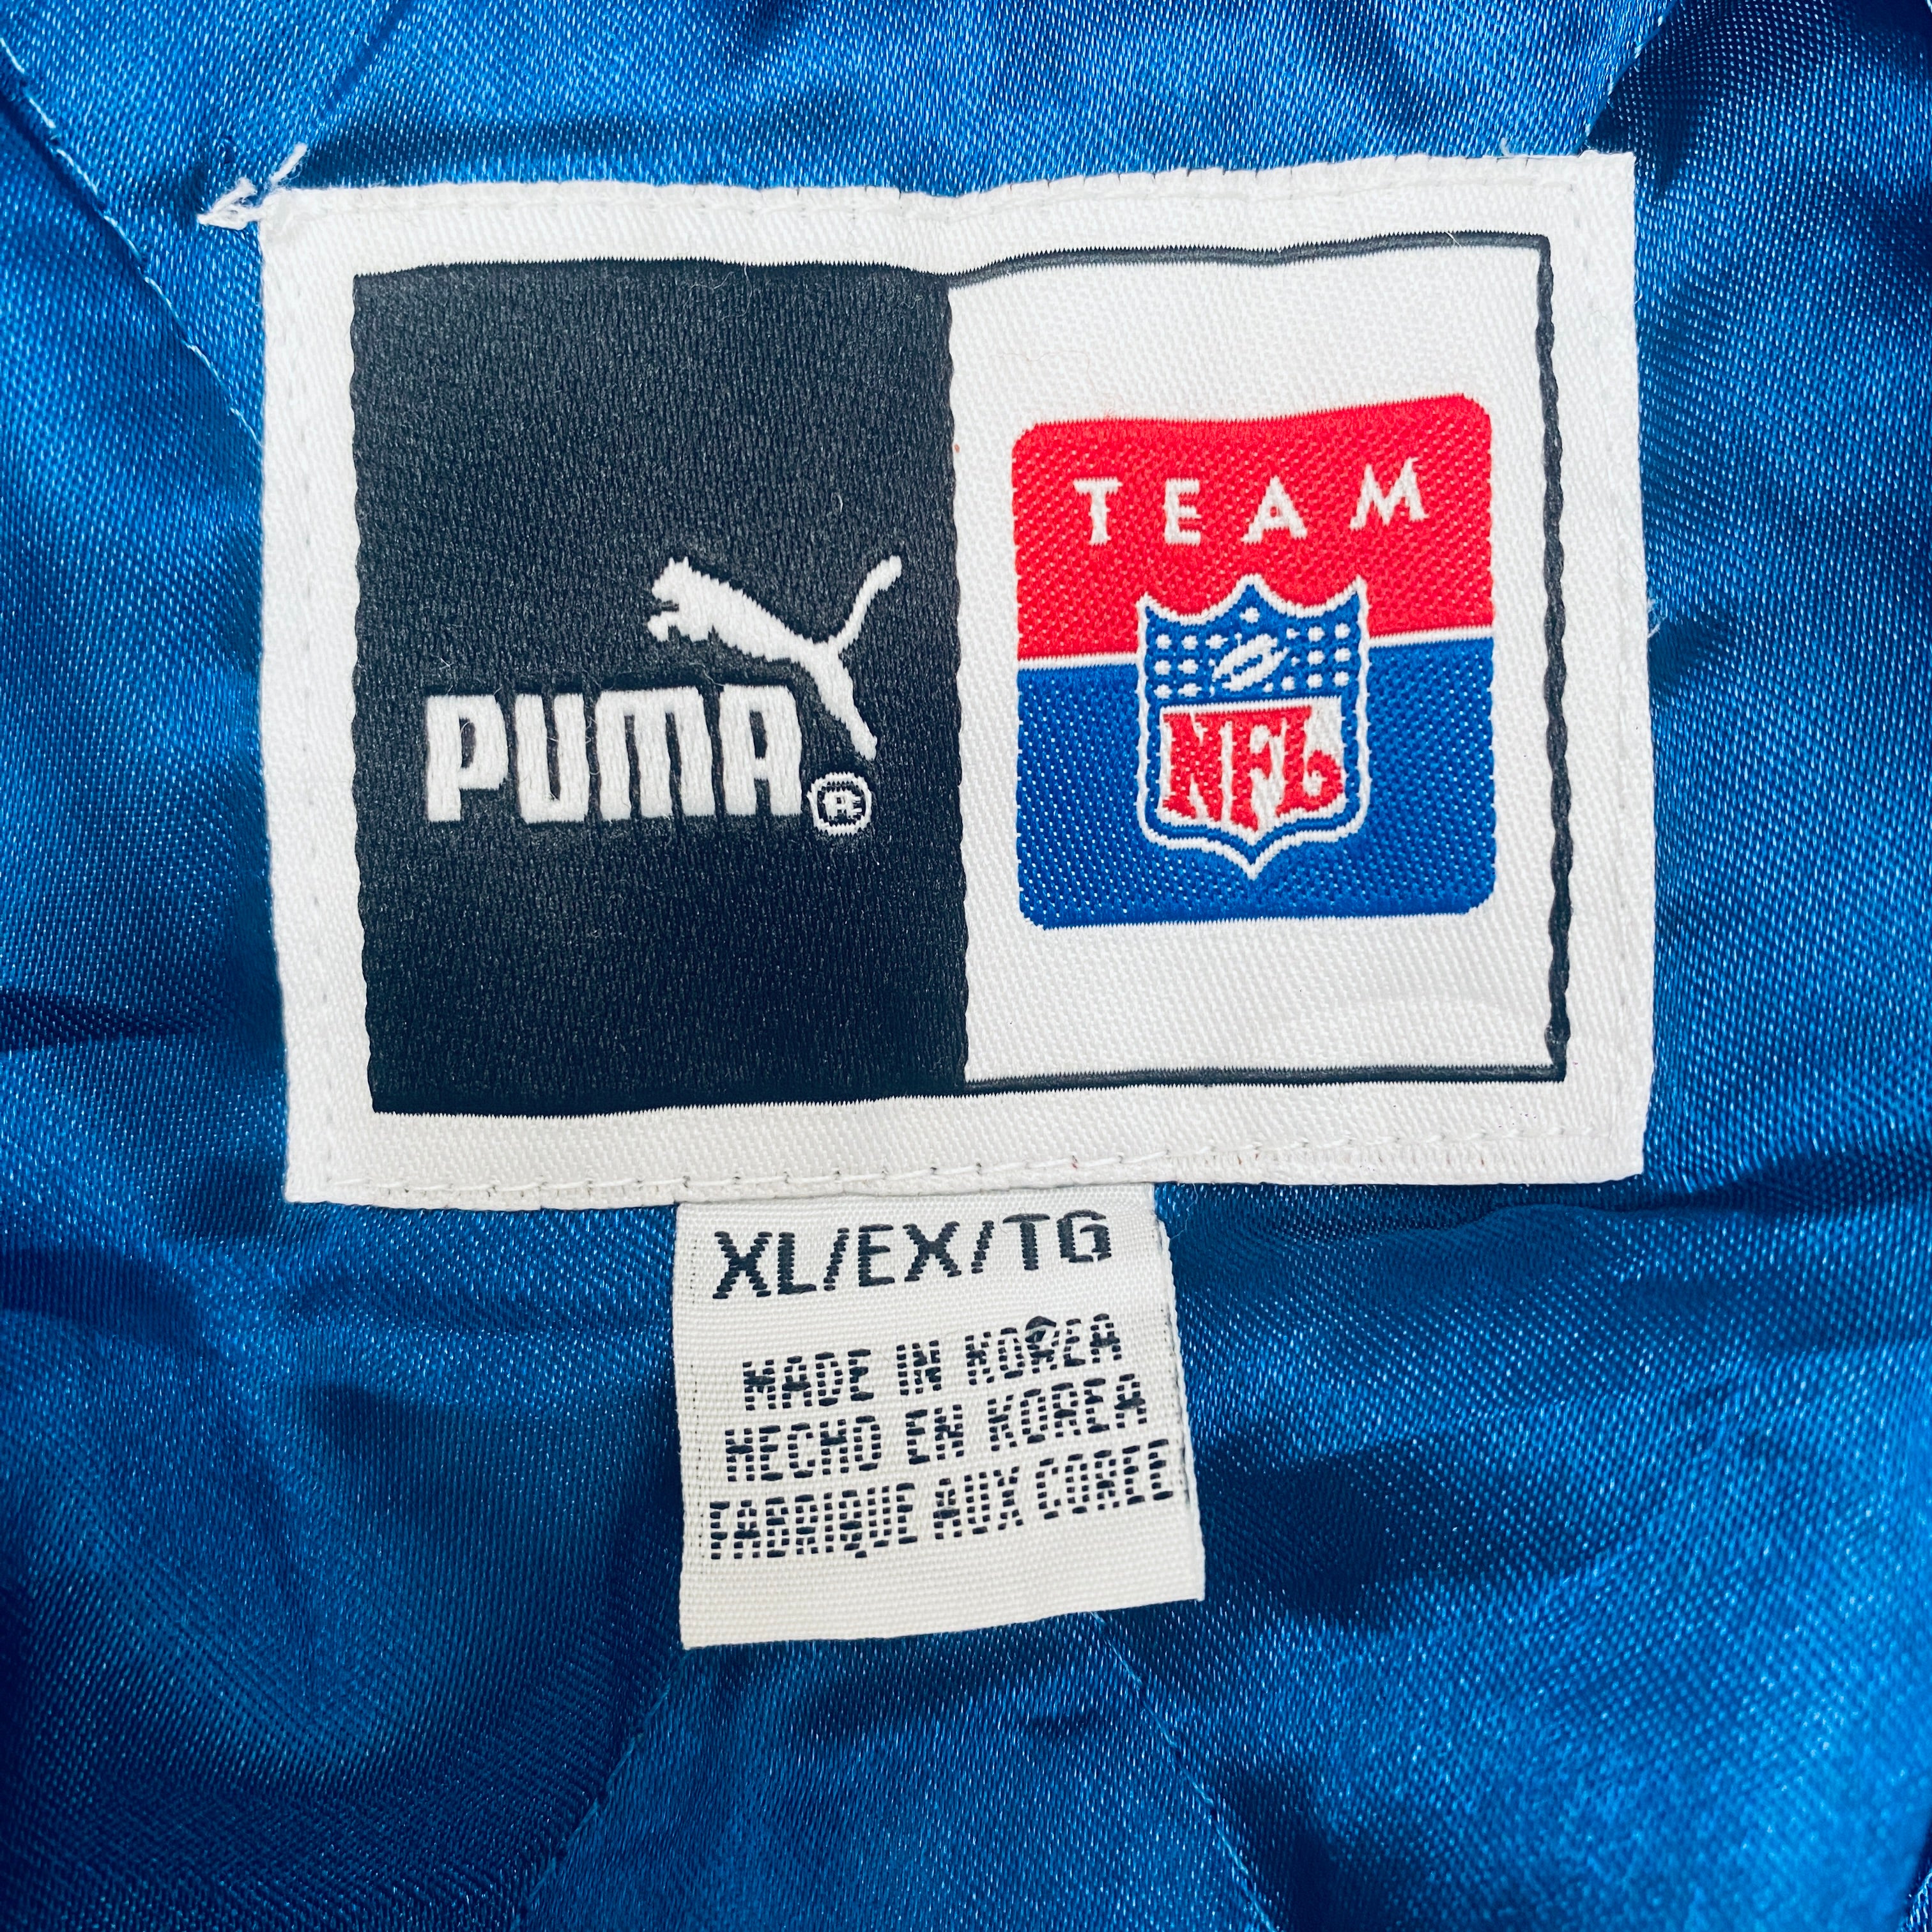 PUMA®
TEAM
NFL
XL/EX/TG
MADE IN KOREA
HECHO EN KOREA
FABRIQUE AUX COREE